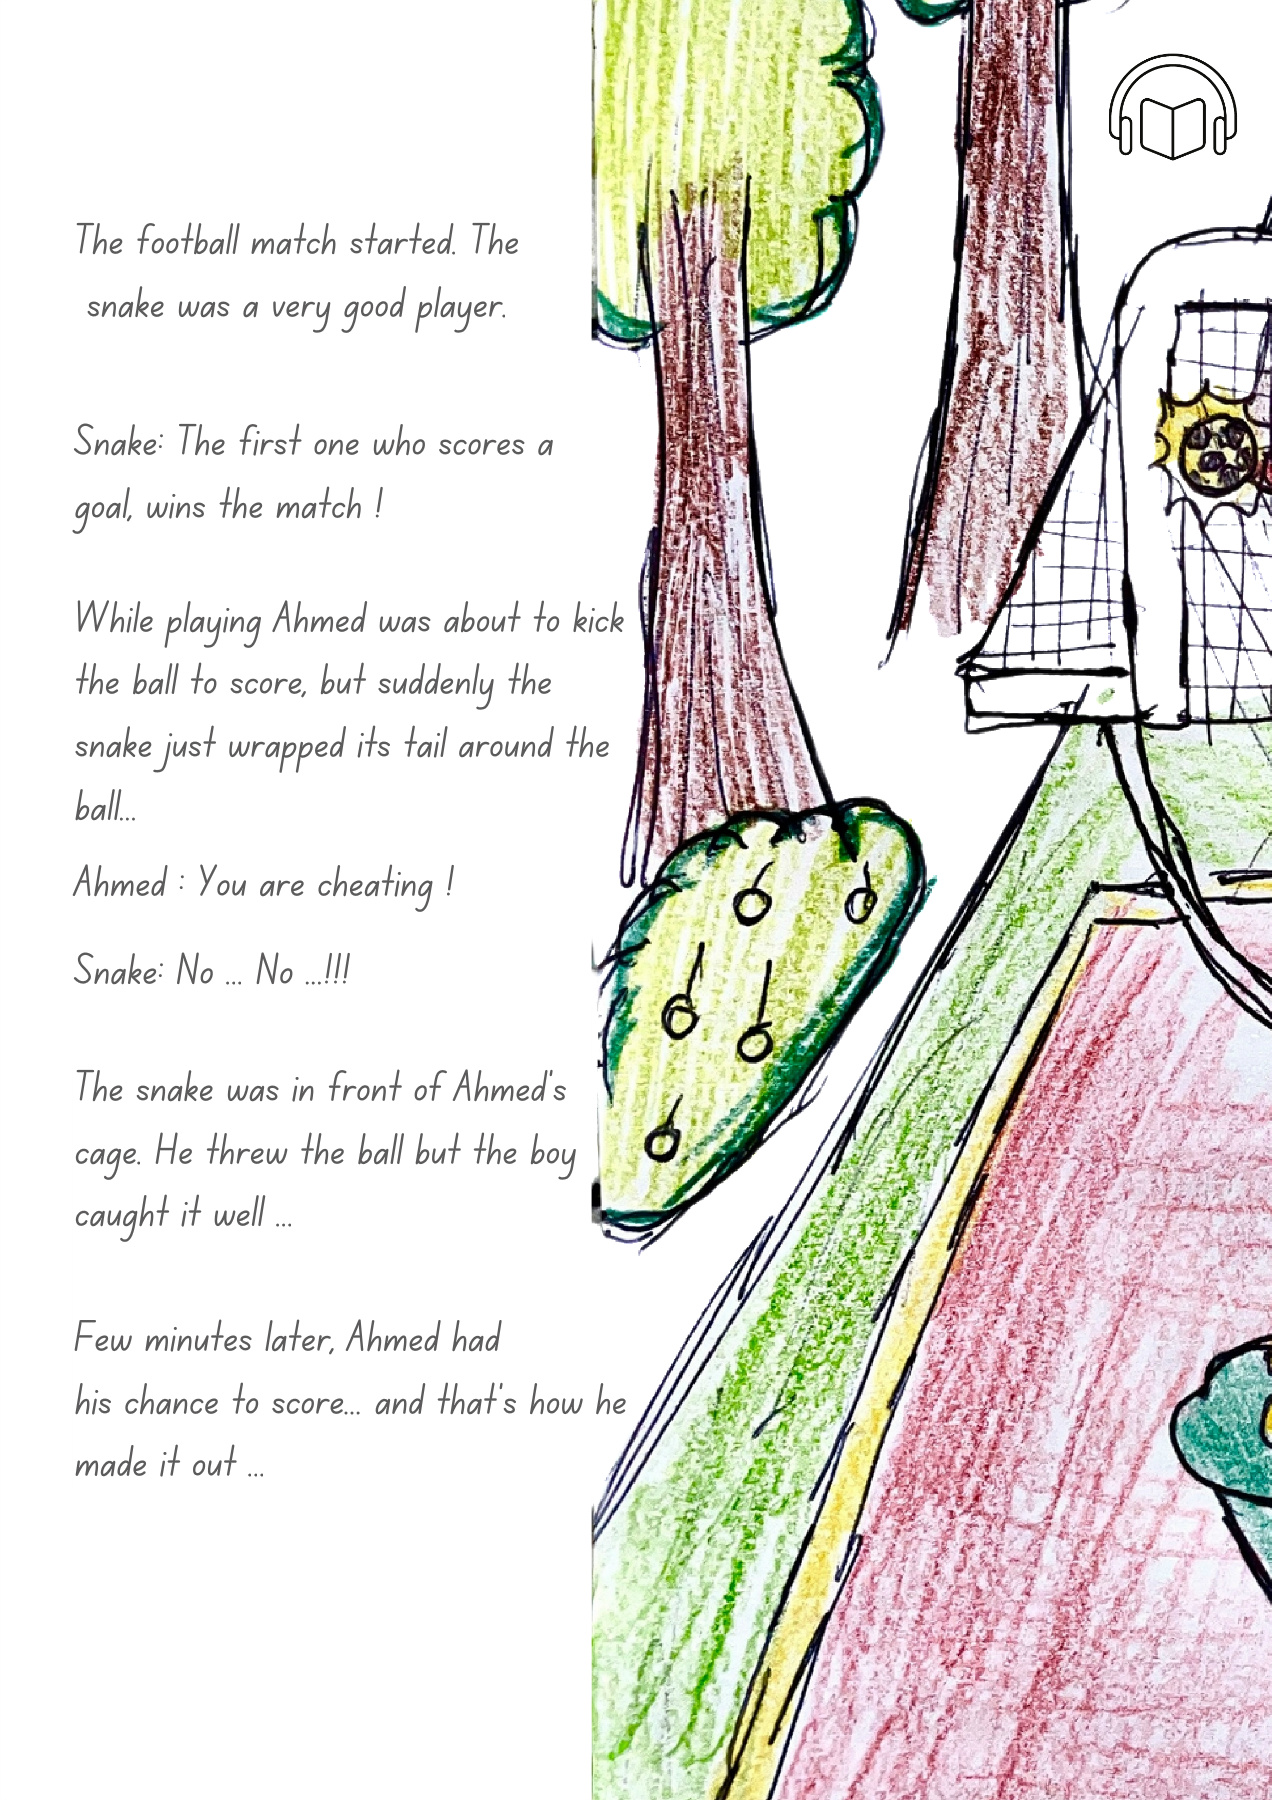 The football match started. The
snake was a very good player.
Snake: The first one who scores a
goal, wins the match !
While playing Ahmed was about to kick
the ball to score, but suddenly the
snake just wrapped its tail around the
ball...
Ahmed : You are cheating !
Snake: No ... No ...!!!
The snake was in front of Ahmed's
cage. He threw the ball but the boy
caught it well ...
Few minutes later, Ahmed had
his chance to score... and that's how he
made it out ...